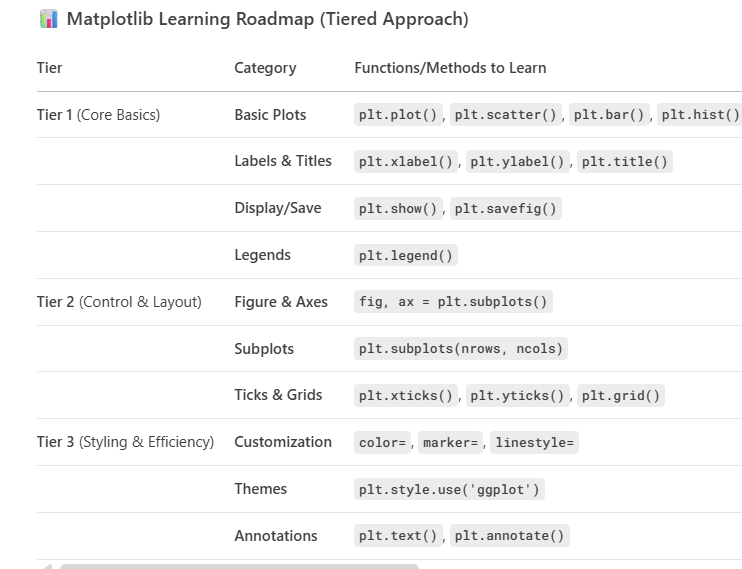 📊 Matplotlib Learning Roadmap (Tiered Approach)
Tier Category Functions/Methods to Learn
Tier 1 (Core Basics) Basic Plots plt.plot(), plt.scatter(), plt.bar(), plt.hist()
Labels & Titles plt.xlabel(), plt.ylabel(), plt.title()
Display/Save plt.show(), plt.savefig()
Legends plt.legend()
Tier 2 (Control & Layout) Figure & Axes fig, ax = plt.subplots()
Subplots plt.subplots(nrows, ncols)
Ticks & Grids plt.xticks(), plt.yticks(), plt.grid()
Tier 3 (Styling & Efficiency) Customization color=, marker=, linestyle=
Themes plt.style.use('ggplot')
Annotations plt.text(), plt.annotate()